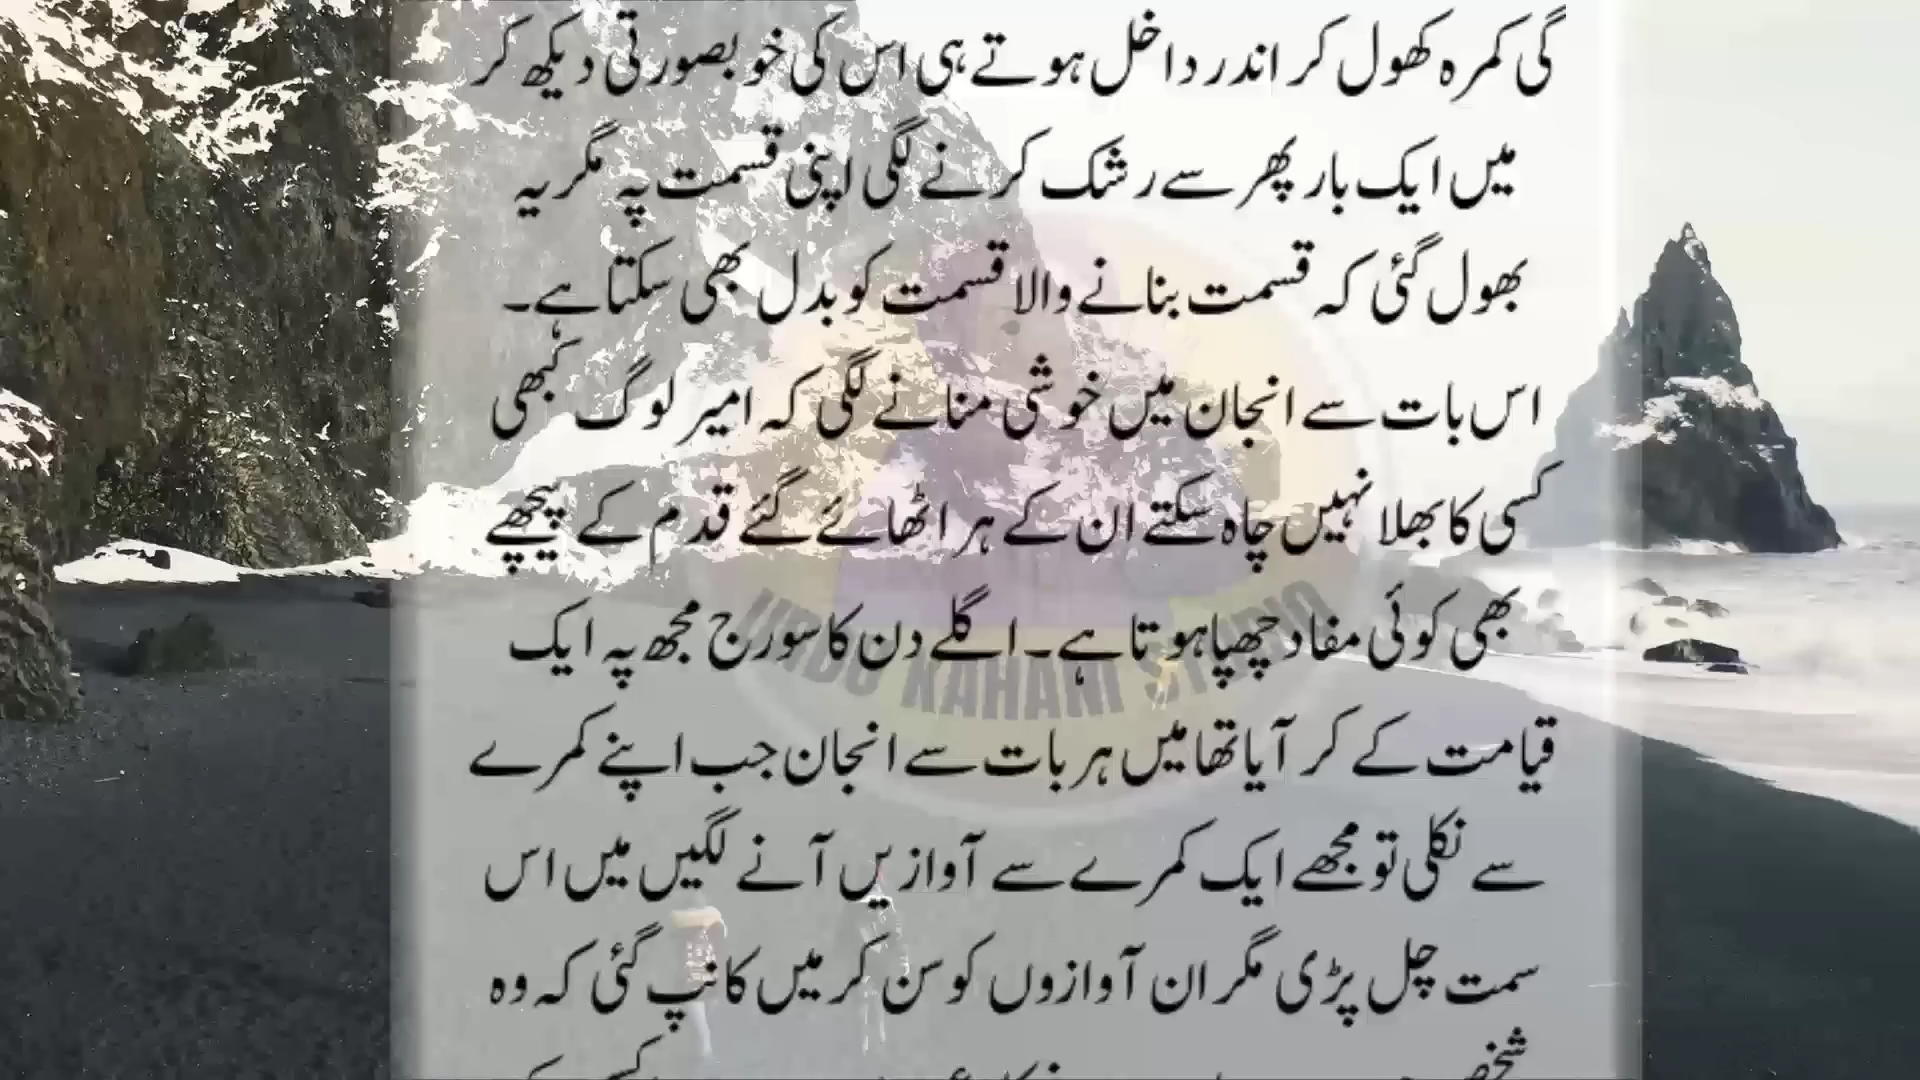 گی کمرہ کھول کر اندر داخل ہوتے ہی اس کی خوبصورتی دیکھ کر
میں ایک بار پھر سے رشک کرنے لگی اپنی قسمت پہ مگر یہ
بھول گئی کہ قسمت بنانے والا قسمت کو بدل بھی سکتا ہے۔
اس بات سے انجان میں خوشی منانے لگی کہ امیر لوگ کبھی
کسی کا بھلا نہیں چاہ سکتے ان کے ہر اٹھائے گئے قدم کے پیچھے
بھی کوئی مفاد چھپا ہوتا ہے۔ اگلے دن کا سورج مجھ پہ ایک
قیامت کے کر آیا تھا میں ہر بات سے انجان جب اپنے کمرے
سے نکلی تو مجھے ایک کمرے سے آوازیں آنے لگیں میں اس
سمت چل پڑی مگر ان آوازوں کو سن کر میں کانپ گئی کہ وہ
URDU KAHANI STUDIO